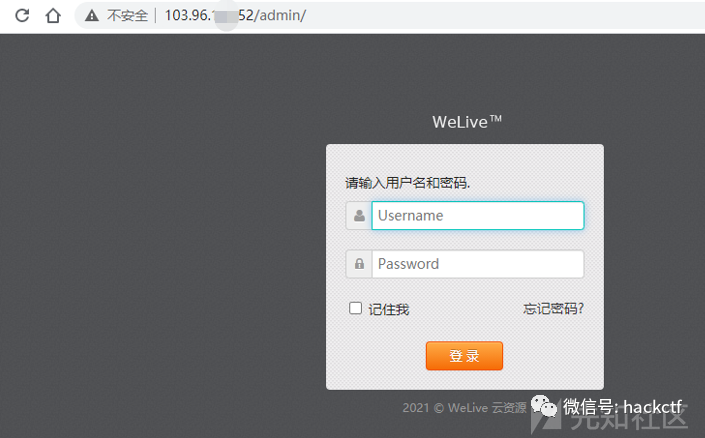 不安全 | 103.96.1 52/admin/
WeLive™
请输入用户名和密码.
Username
Password
记住我 忘记密码?
登 录
2021 © WeLive 云资源
微信号: hackctf
先知社区